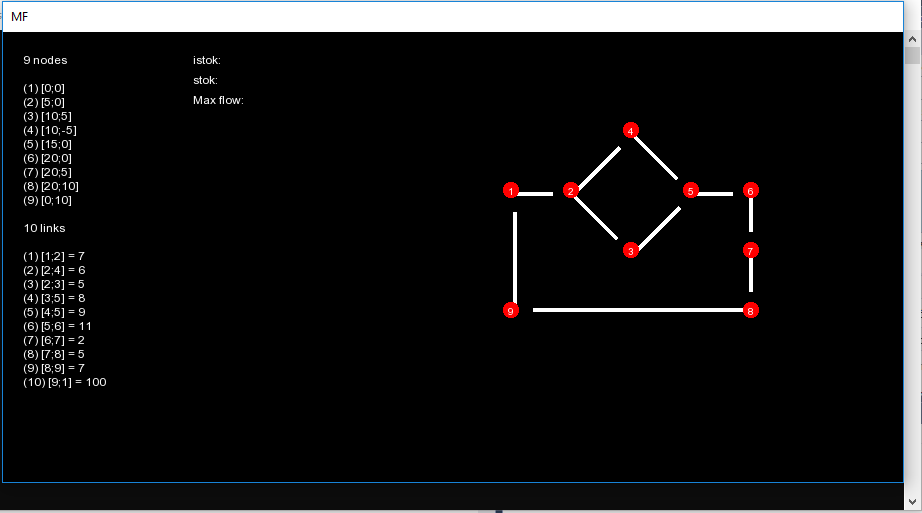 MF
9 nodes
(1) [0;0]
(2) [5;0]
(3) [10;5]
(4) [10;-5]
(5) [15;0]
(6) [20;0]
(7) [20;5]
(8) [20;10]
(9) [0;10]
10 links
(1) [1;2] = 7
(2) [2;4] = 6
(3) [2;3] = 5
(4) [3;5] = 8
(5) [4;5] = 9
(6) [5;6] = 11
(7) [6;7] = 2
(8) [7;8] = 5
(9) [8;9] = 7
(10) [9;1] = 100
istok:
stok:
Max flow:
4
1
2
5
6
3
7
9
8